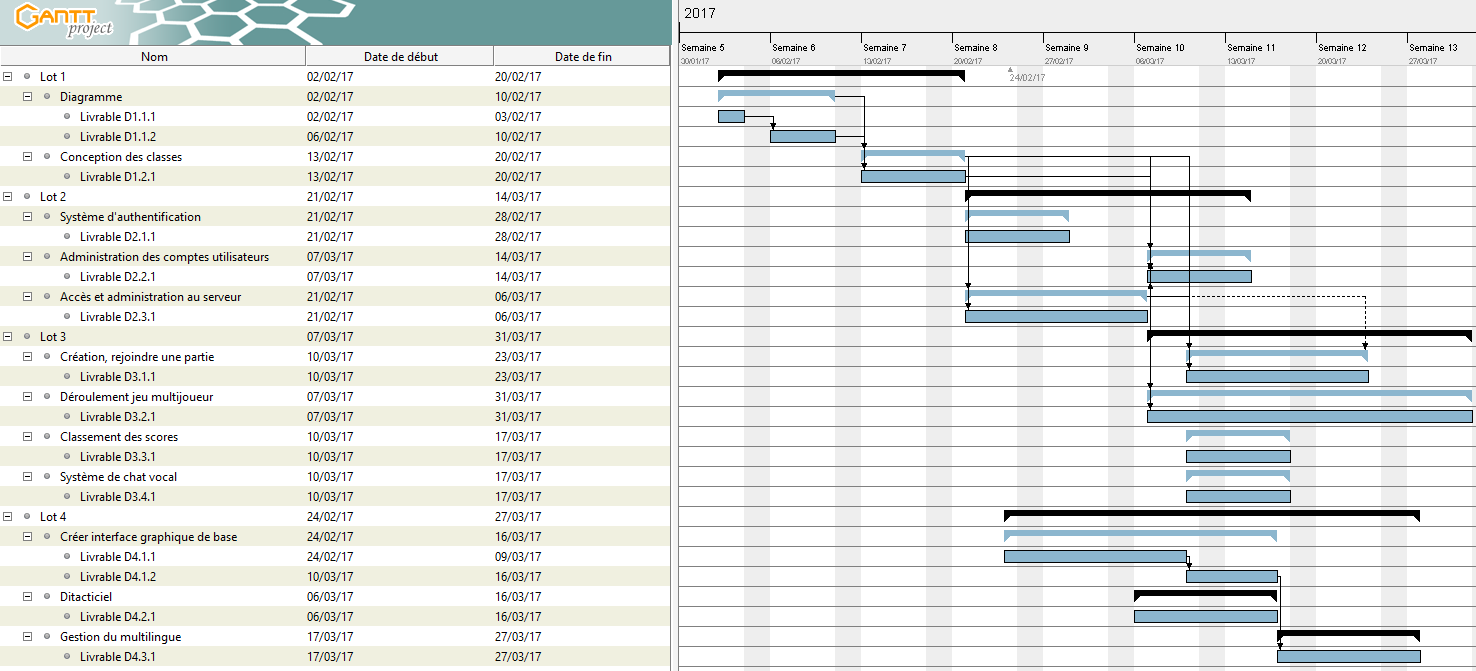 GANTT
project
2017
Semaine 5 Semaine 6 Semaine 7 Semaine 8 Semaine 9 Semaine 10 Semaine 11 Semaine 12 Semaine 13
30/01/17 06/02/17 13/02/17 20/02/17 27/02/17 06/03/17 13/03/17 20/03/17 27/03/17
24/02/17
Nom Date de début Date de fin
Lot 1 02/02/17 20/02/17
Diagramme 02/02/17 10/02/17
Livrable D1.1.1 02/02/17 03/02/17
Livrable D1.1.2 06/02/17 10/02/17
Conception des classes 13/02/17 20/02/17
Livrable D1.2.1 13/02/17 20/02/17
Lot 2 21/02/17 14/03/17
Système d'authentification 21/02/17 28/02/17
Livrable D2.1.1 21/02/17 28/02/17
Administration des comptes utilisateurs 07/03/17 14/03/17
Livrable D2.2.1 07/03/17 14/03/17
Accès et administration au serveur 21/02/17 06/03/17
Livrable D2.3.1 21/02/17 06/03/17
Lot 3 07/03/17 31/03/17
Création, rejoindre une partie 10/03/17 23/03/17
Livrable D3.1.1 10/03/17 23/03/17
Déroulement jeu multijoueur 07/03/17 31/03/17
Livrable D3.2.1 07/03/17 31/03/17
Classement des scores 10/03/17 17/03/17
Livrable D3.3.1 10/03/17 17/03/17
Système de chat vocal 10/03/17 17/03/17
Livrable D3.4.1 10/03/17 17/03/17
Lot 4 24/02/17 27/03/17
Créer interface graphique de base 24/02/17 16/03/17
Livrable D4.1.1 24/02/17 09/03/17
Livrable D4.1.2 10/03/17 16/03/17
Ditacticiel 06/03/17 16/03/17
Livrable D4.2.1 06/03/17 16/03/17
Gestion du multilingue 17/03/17 27/03/17
Livrable D4.3.1 17/03/17 27/03/17